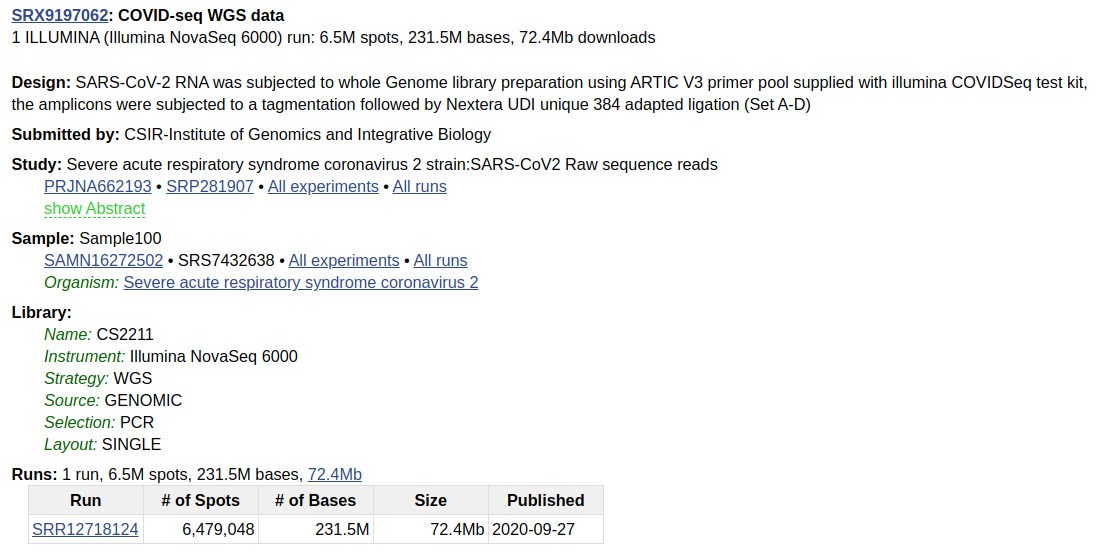 SRX9197062: COVID-seq WGS data
1 ILLUMINA (Illumina NovaSeq 6000) run: 6.5M spots, 231.5M bases, 72.4Mb downloads
Design: SARS-CoV-2 RNA was subjected to whole Genome library preparation using ARTIC V3 primer pool supplied with illumina COVIDSeq test kit,
the amplicons were subjected to a tagmentation followed by Nextera UDI unique 384 adapted ligation (Set A-D)
Submitted by: CSIR-Institute of Genomics and Integrative Biology
Study: Severe acute respiratory syndrome coronavirus 2 strain:SARS-CoV2 Raw sequence reads
PRJNA662193 • SRP281907 • All experiments • All runs
show Abstract
Sample: Sample100
SAMN16272502 • SRS7432638 • All experiments • All runs
Organism: Severe acute respiratory syndrome coronavirus 2
Library:
Name: CS2211
Instrument: Illumina NovaSeq 6000
Strategy: WGS
Source: GENOMIC
Selection: PCR
Layout: SINGLE
Runs: 1 run, 6.5M spots, 231.5M bases, 72.4Mb
Run # of Spots # of Bases Size Published
SRR12718124 6,479,048 231.5M 72.4Mb 2020-09-27